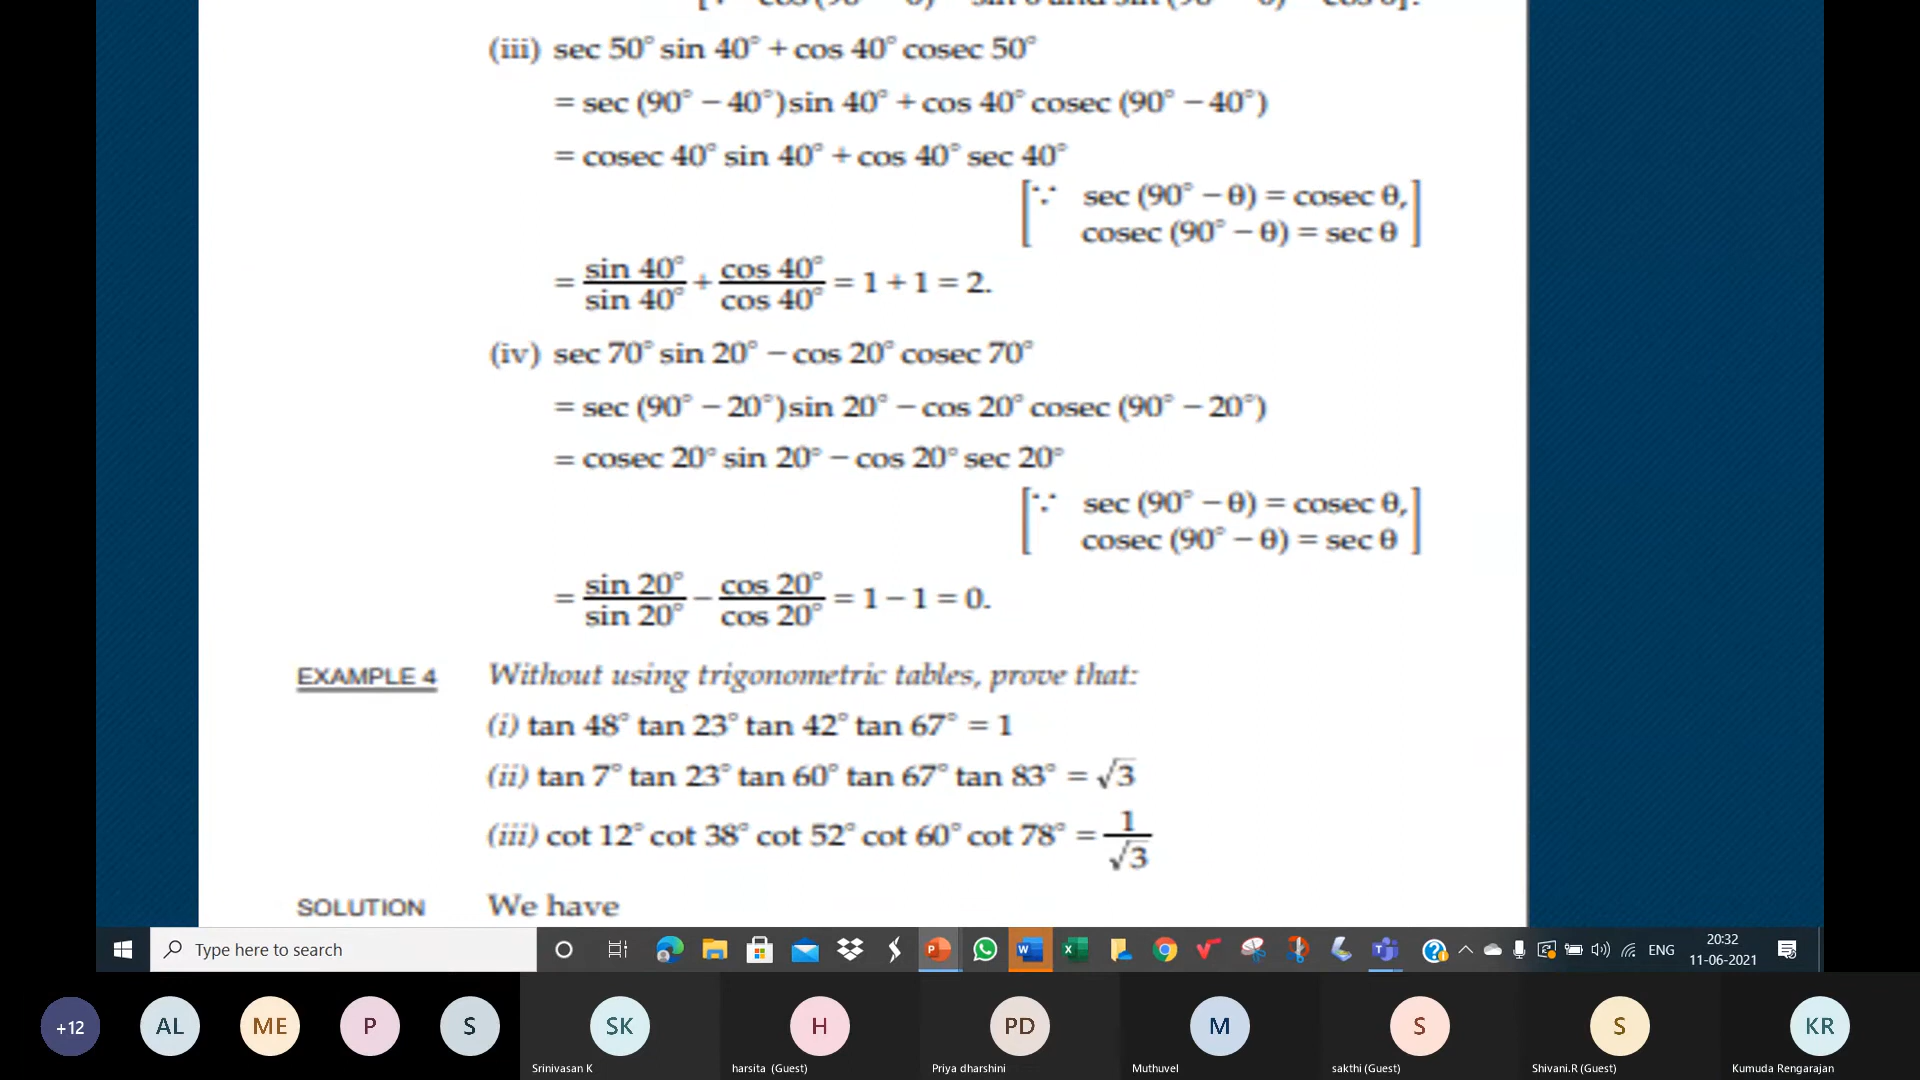 (iii) sec 50° sin 40° + cos 40° cosec 50°
= sec (90° − 40°) sin 40° + cos 40° cosec (90° − 40°)
= cosec 40° sin 40° + cos 40° sec 40°
[∵ sec (90° − θ) = cosec θ,
cosec (90° − θ) = sec θ]
= sin 40°/sin 40° + cos 40°/cos 40° = 1 + 1 = 2.
(iv) sec 70° sin 20° − cos 20° cosec 70°
= sec (90° − 20°) sin 20° − cos 20° cosec (90° − 20°)
= cosec 20° sin 20° − cos 20° sec 20°
[∵ sec (90° − θ) = cosec θ,
cosec (90° − θ) = sec θ]
= sin 20°/sin 20° − cos 20°/cos 20° = 1 − 1 = 0.
EXAMPLE 4 Without using trigonometric tables, prove that:
(i) tan 48° tan 23° tan 42° tan 67° = 1
(ii) tan 7° tan 23° tan 60° tan 67° tan 83° = √3
(iii) cot 12° cot 38° cot 52° cot 60° cot 78° = 1/√3
SOLUTION We have
Type here to search
ENG
20:32
11-06-2021
+12 AL ME P S SK H PD M S S KR
Srinivasan K harsita (Guest) Priya dharshini Muthuvel sakthi (Guest) Shivani.R (Guest) Kumuda Rengarajan